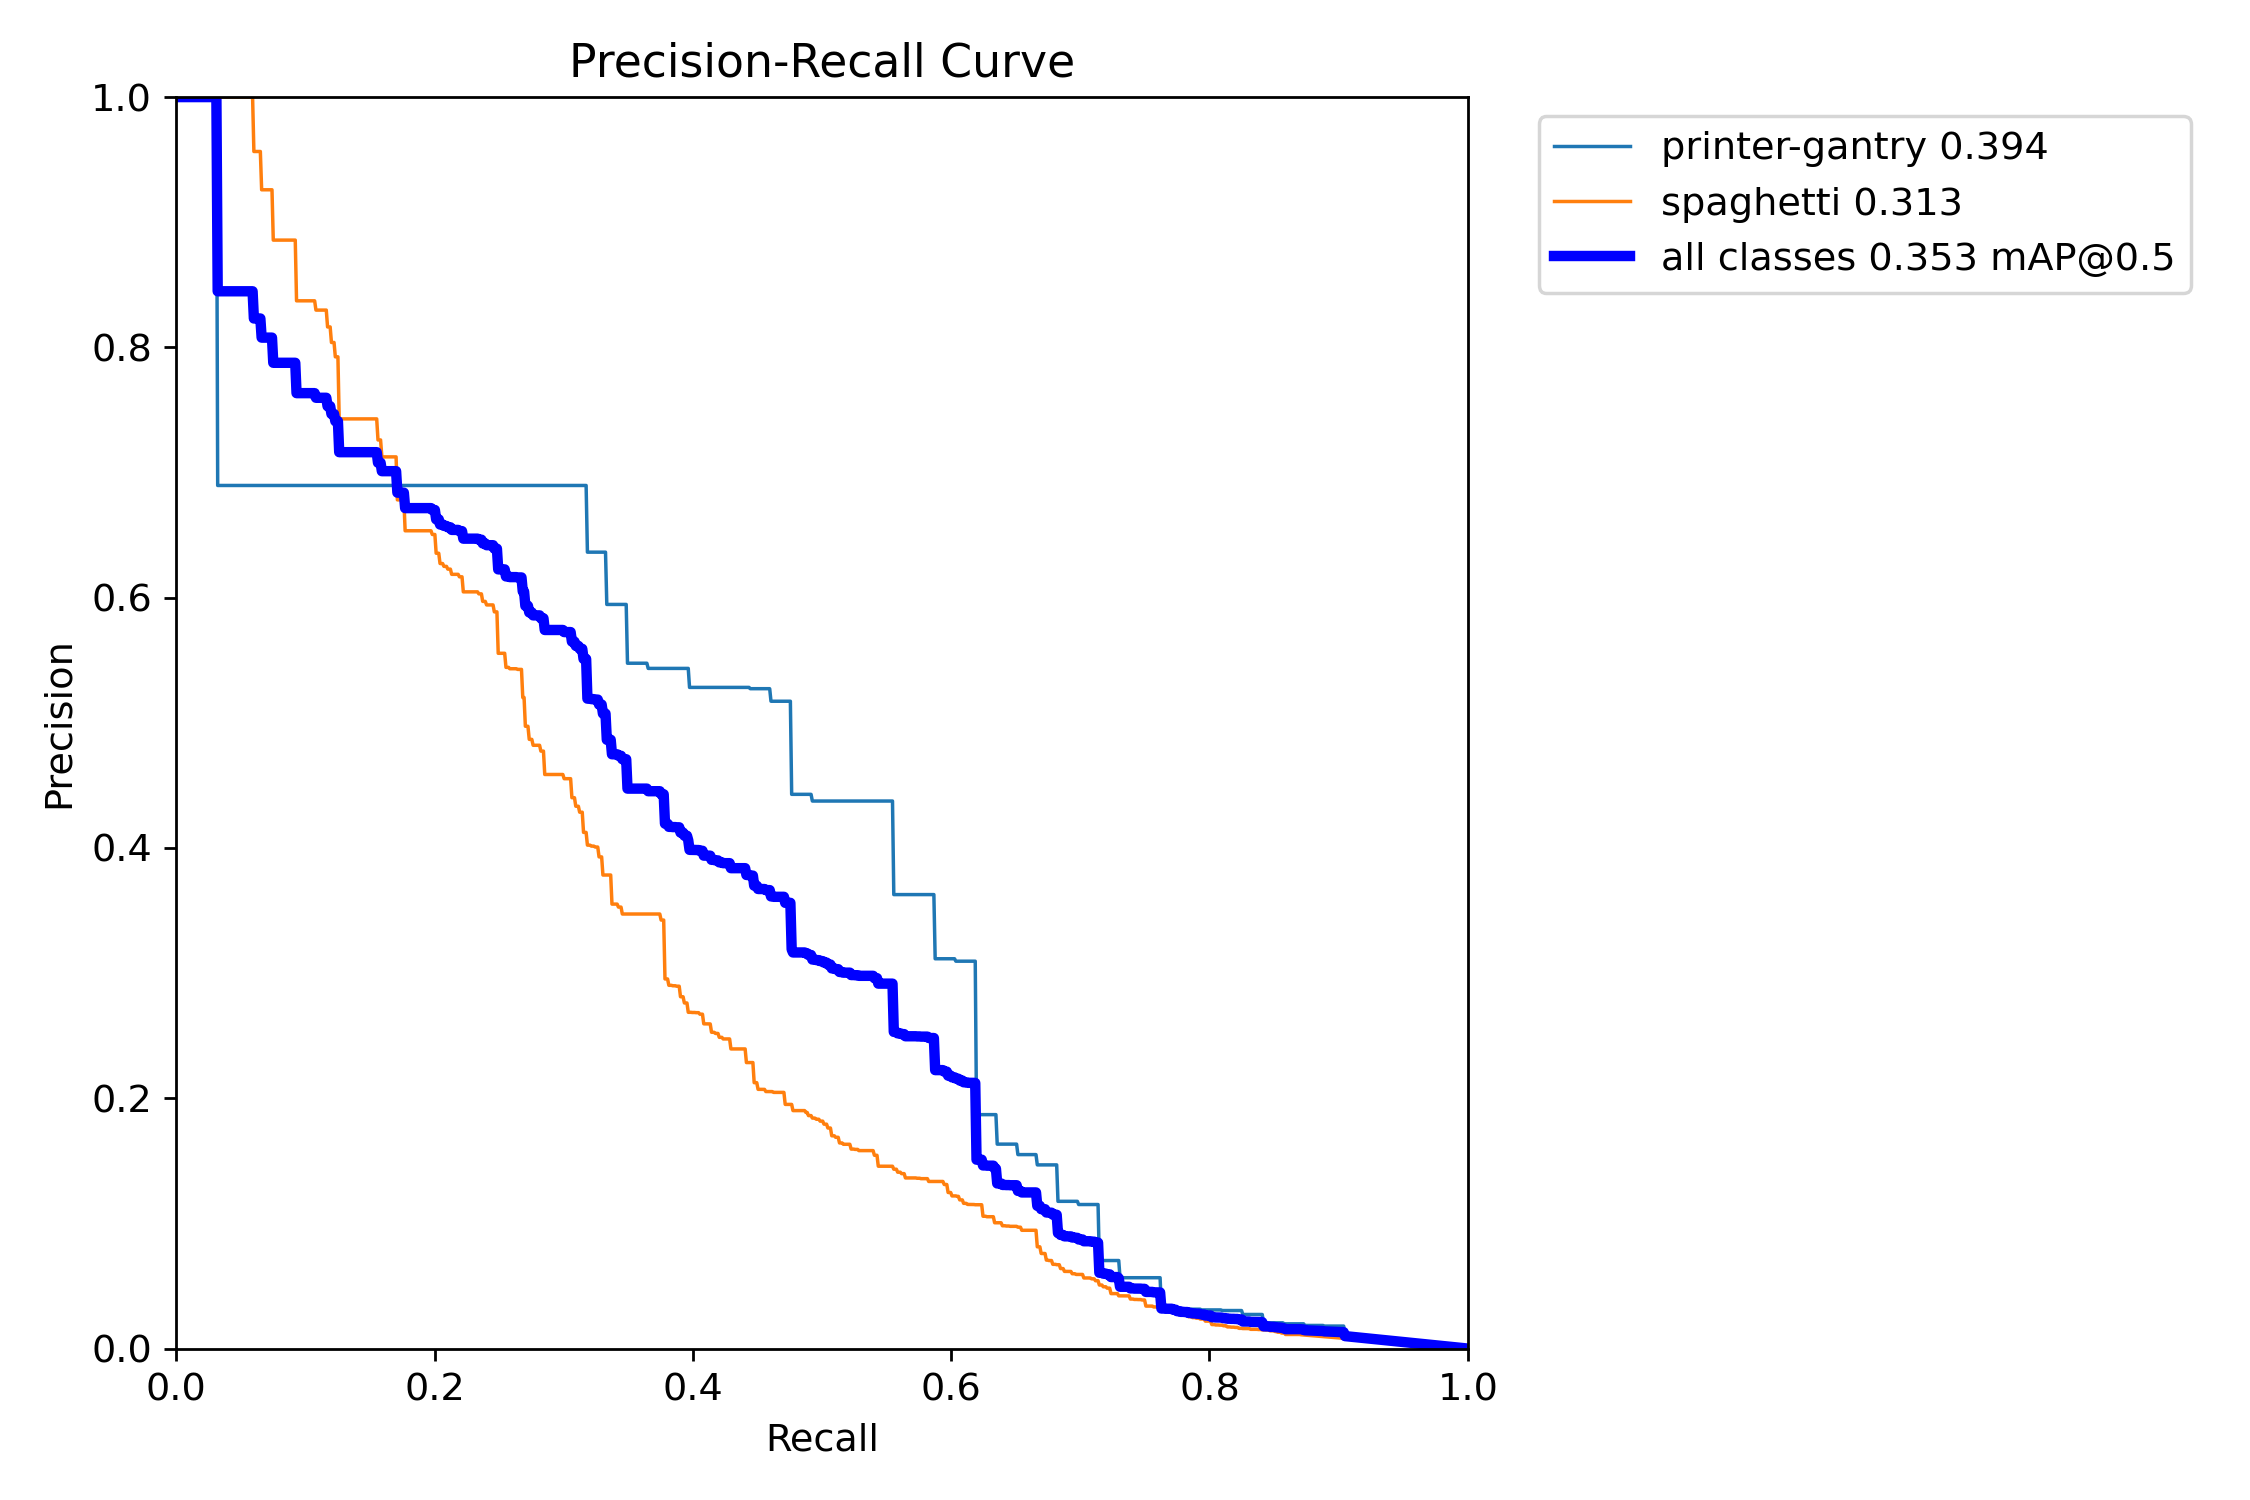 Precision-Recall Curve
1.0
0.8
0.6
0.4
0.2
0.0
Precision
0.0 0.2 0.4 0.6 0.8 1.0
Recall
printer-gantry 0.394
spaghetti 0.313
all classes 0.353 mAP@0.5